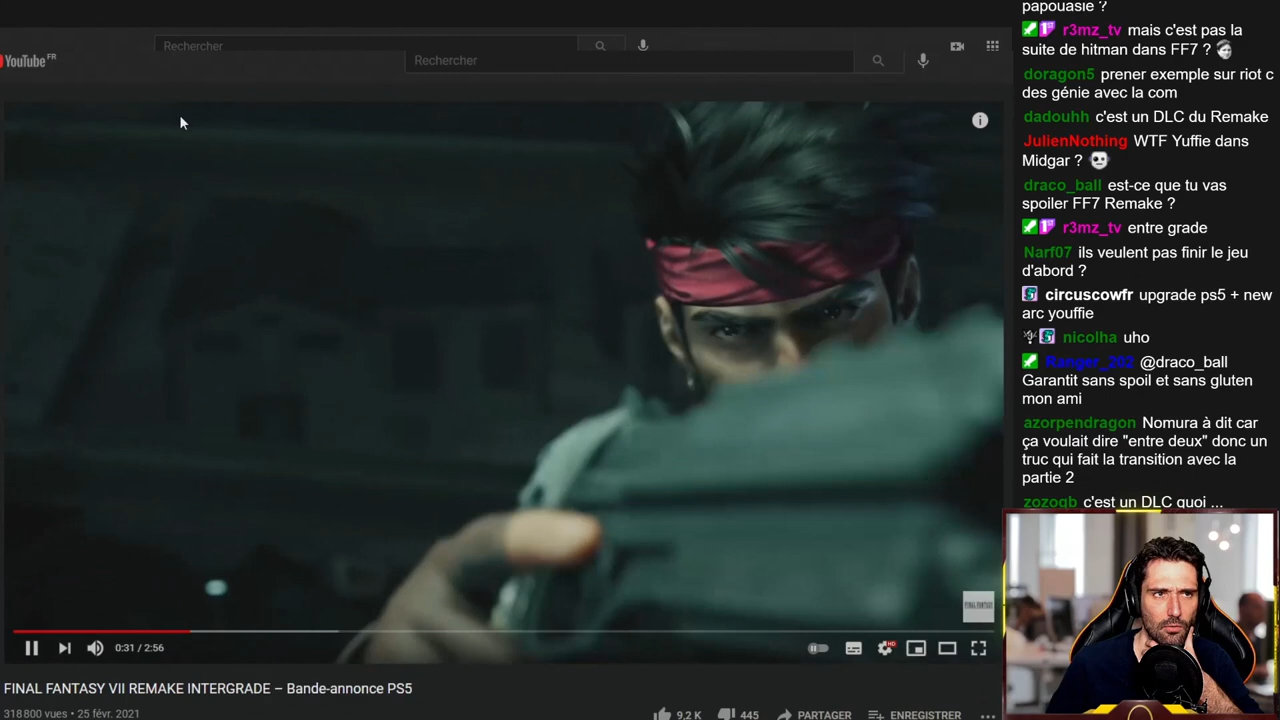 Rechercher
YouTube FR
Rechercher
0:31 / 2:56
HD
FINAL FANTASY
FINAL FANTASY VII REMAKE INTERGRADE – Bande-annonce PS5
318 800 vues • 25 févr. 2021
9,2 K
445
PARTAGER
ENREGISTRER
papouasie ?
r3mz_tv mais c'est pas la
suite de hitman dans FF7 ?
doragon5 prener exemple sur riot c
des génie avec la com
dadouhh c'est un DLC du Remake
JulienNothing WTF Yuffie dans
Midgar ?
draco_ball est-ce que tu vas
spoiler FF7 Remake ?
r3mz_tv entre grade
Narf07 ils veulent pas finir le jeu
d'abord ?
circuscowfr upgrade ps5 + new
arc youffie
nicolha uho
Ranger_202 @draco_ball
Garantit sans spoil et sans gluten
mon ami
azorpendragon Nomura à dit car
ça voulait dire "entre deux" donc un
truc qui fait la transition avec la
partie 2
zozogb c'est un DLC quoi ...